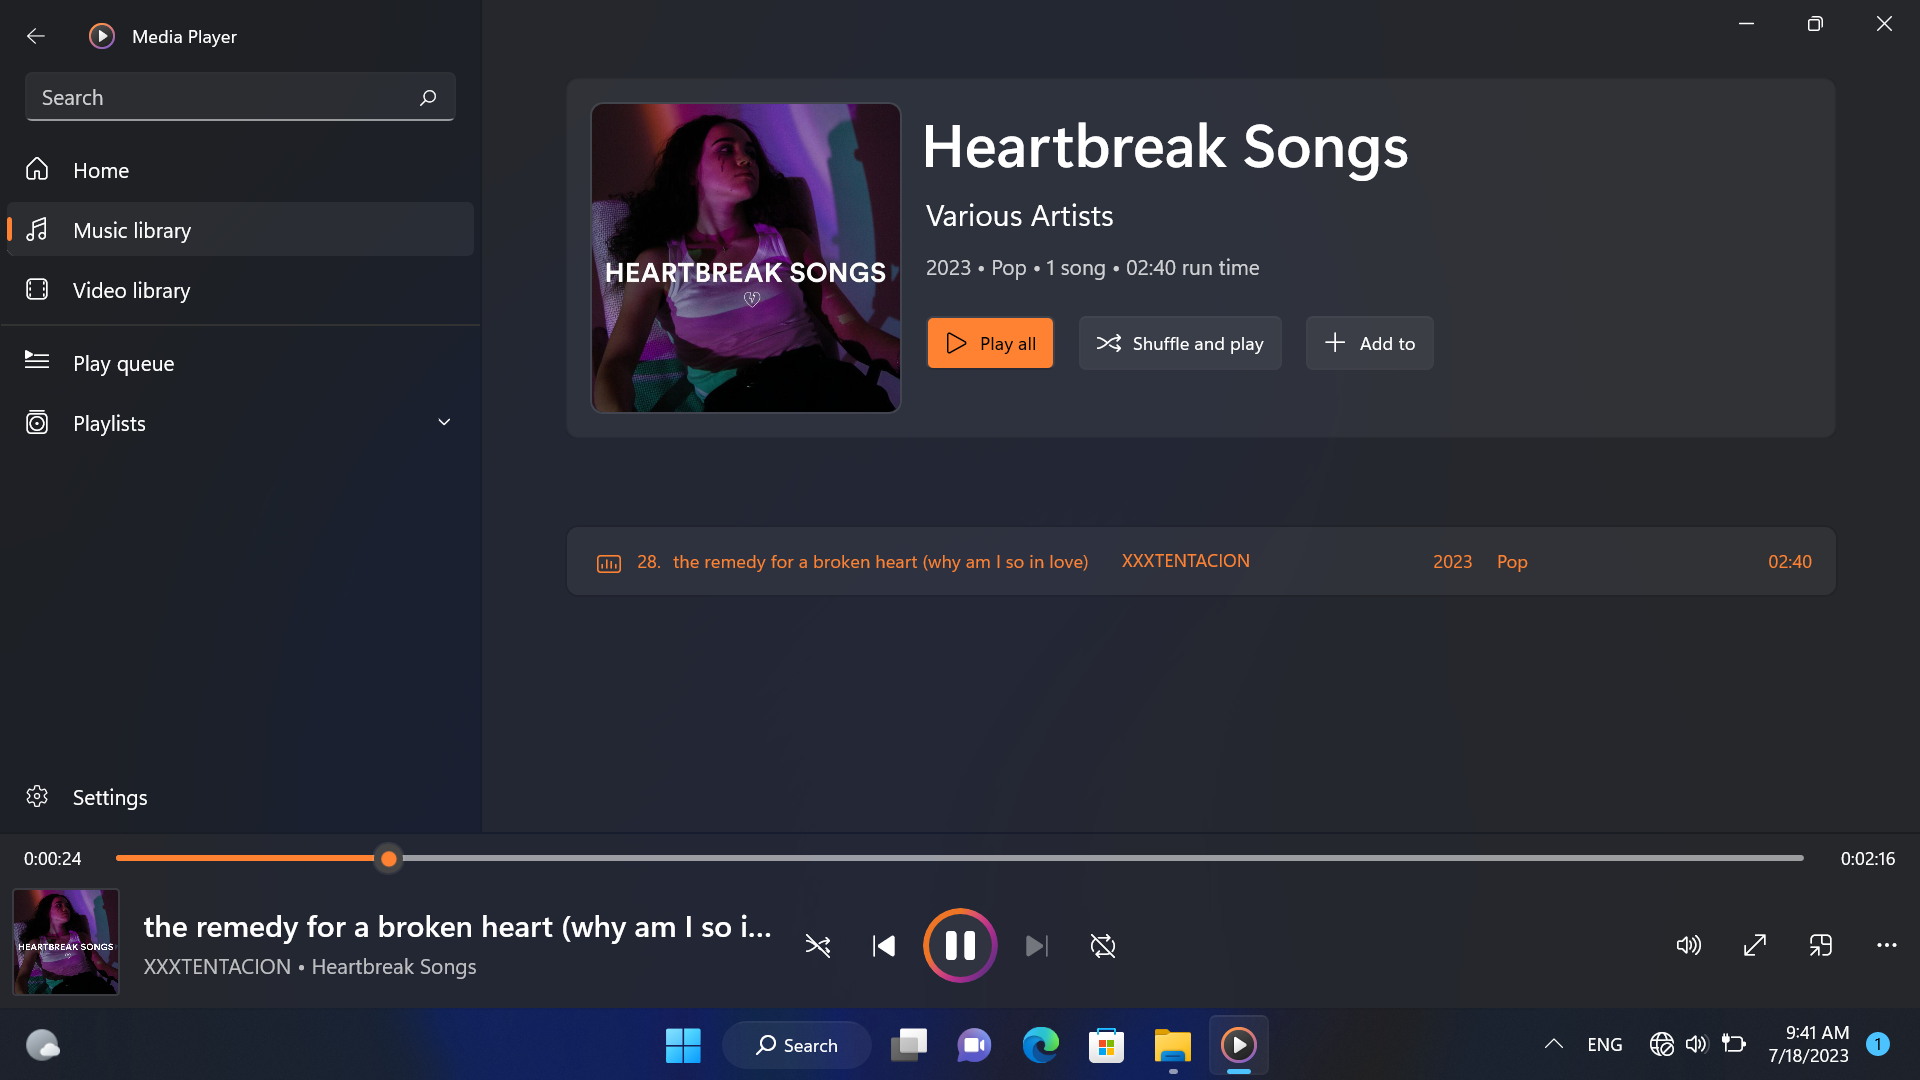 Media Player
Search
Home
Music library
Video library
Play queue
Playlists
Settings
HEARTBREAK SONGS
Heartbreak Songs
Various Artists
2023 • Pop • 1 song • 02:40 run time
Play all
Shuffle and play
Add to
28. the remedy for a broken heart (why am I so in love) XXXTENTACION 2023 Pop 02:40
0:00:24
0:02:16
HEARTBREAK SONGS
the remedy for a broken heart (why am I so i...
XXXTENTACION • Heartbreak Songs
Search
ENG
9:41 AM
7/18/2023
1